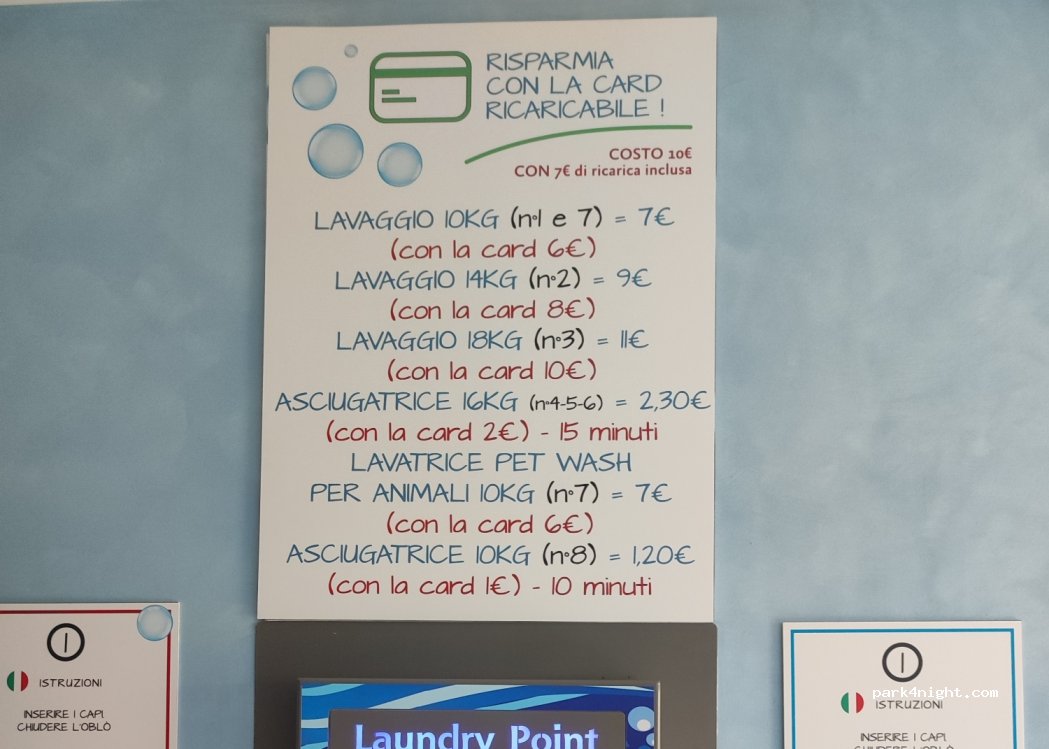 RISPARMIA
CON LA CARD
RICARICABILE !
COSTO 10€
CON 7€ di ricarica inclusa
LAVAGGIO 10KG (n°1 e 7) = 7€
(con la card 6€)
LAVAGGIO 14KG (n°2) = 9€
(con la card 8€)
LAVAGGIO 18KG (n°3) = 11€
(con la card 10€)
ASCIUGATRICE 16KG (n°4-5-6) = 2,30€
(con la card 2€) - 15 minuti
LAVATRICE PET WASH
PER ANIMALI 10KG (n°7) = 7€
(con la card 6€)
ASCIUGATRICE 10KG (n°8) = 1,20€
(con la card 1€) - 10 minuti
1
ISTRUZIONI
INSERIRE I CAPI
CHIUDERE L'OBLÒ
Laundry Point
1
park4night.com
ISTRUZIONI
INSERIRE I CAPI
CHIUDERE L'OBLÒ